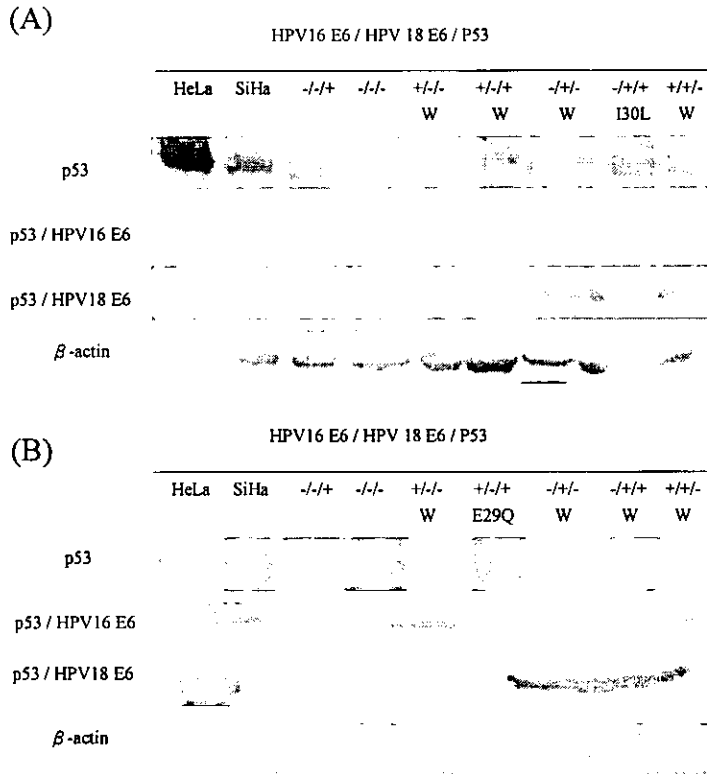 (A)
HPV16 E6 / HPV 18 E6 / P53
HeLa SiHa -/-/+ -/-/- +/-/- +/-/+ -/+/- -/+/+ +/+/-
W W W I30L W
p53
p53 / HPV16 E6
p53 / HPV18 E6
β-actin
(B)
HPV16 E6 / HPV 18 E6 / P53
HeLa SiHa -/-/+ -/-/- +/-/- +/-/+ -/+/- -/+/+ +/+/-
W E29Q W W W
p53
p53 / HPV16 E6
p53 / HPV18 E6
β-actin